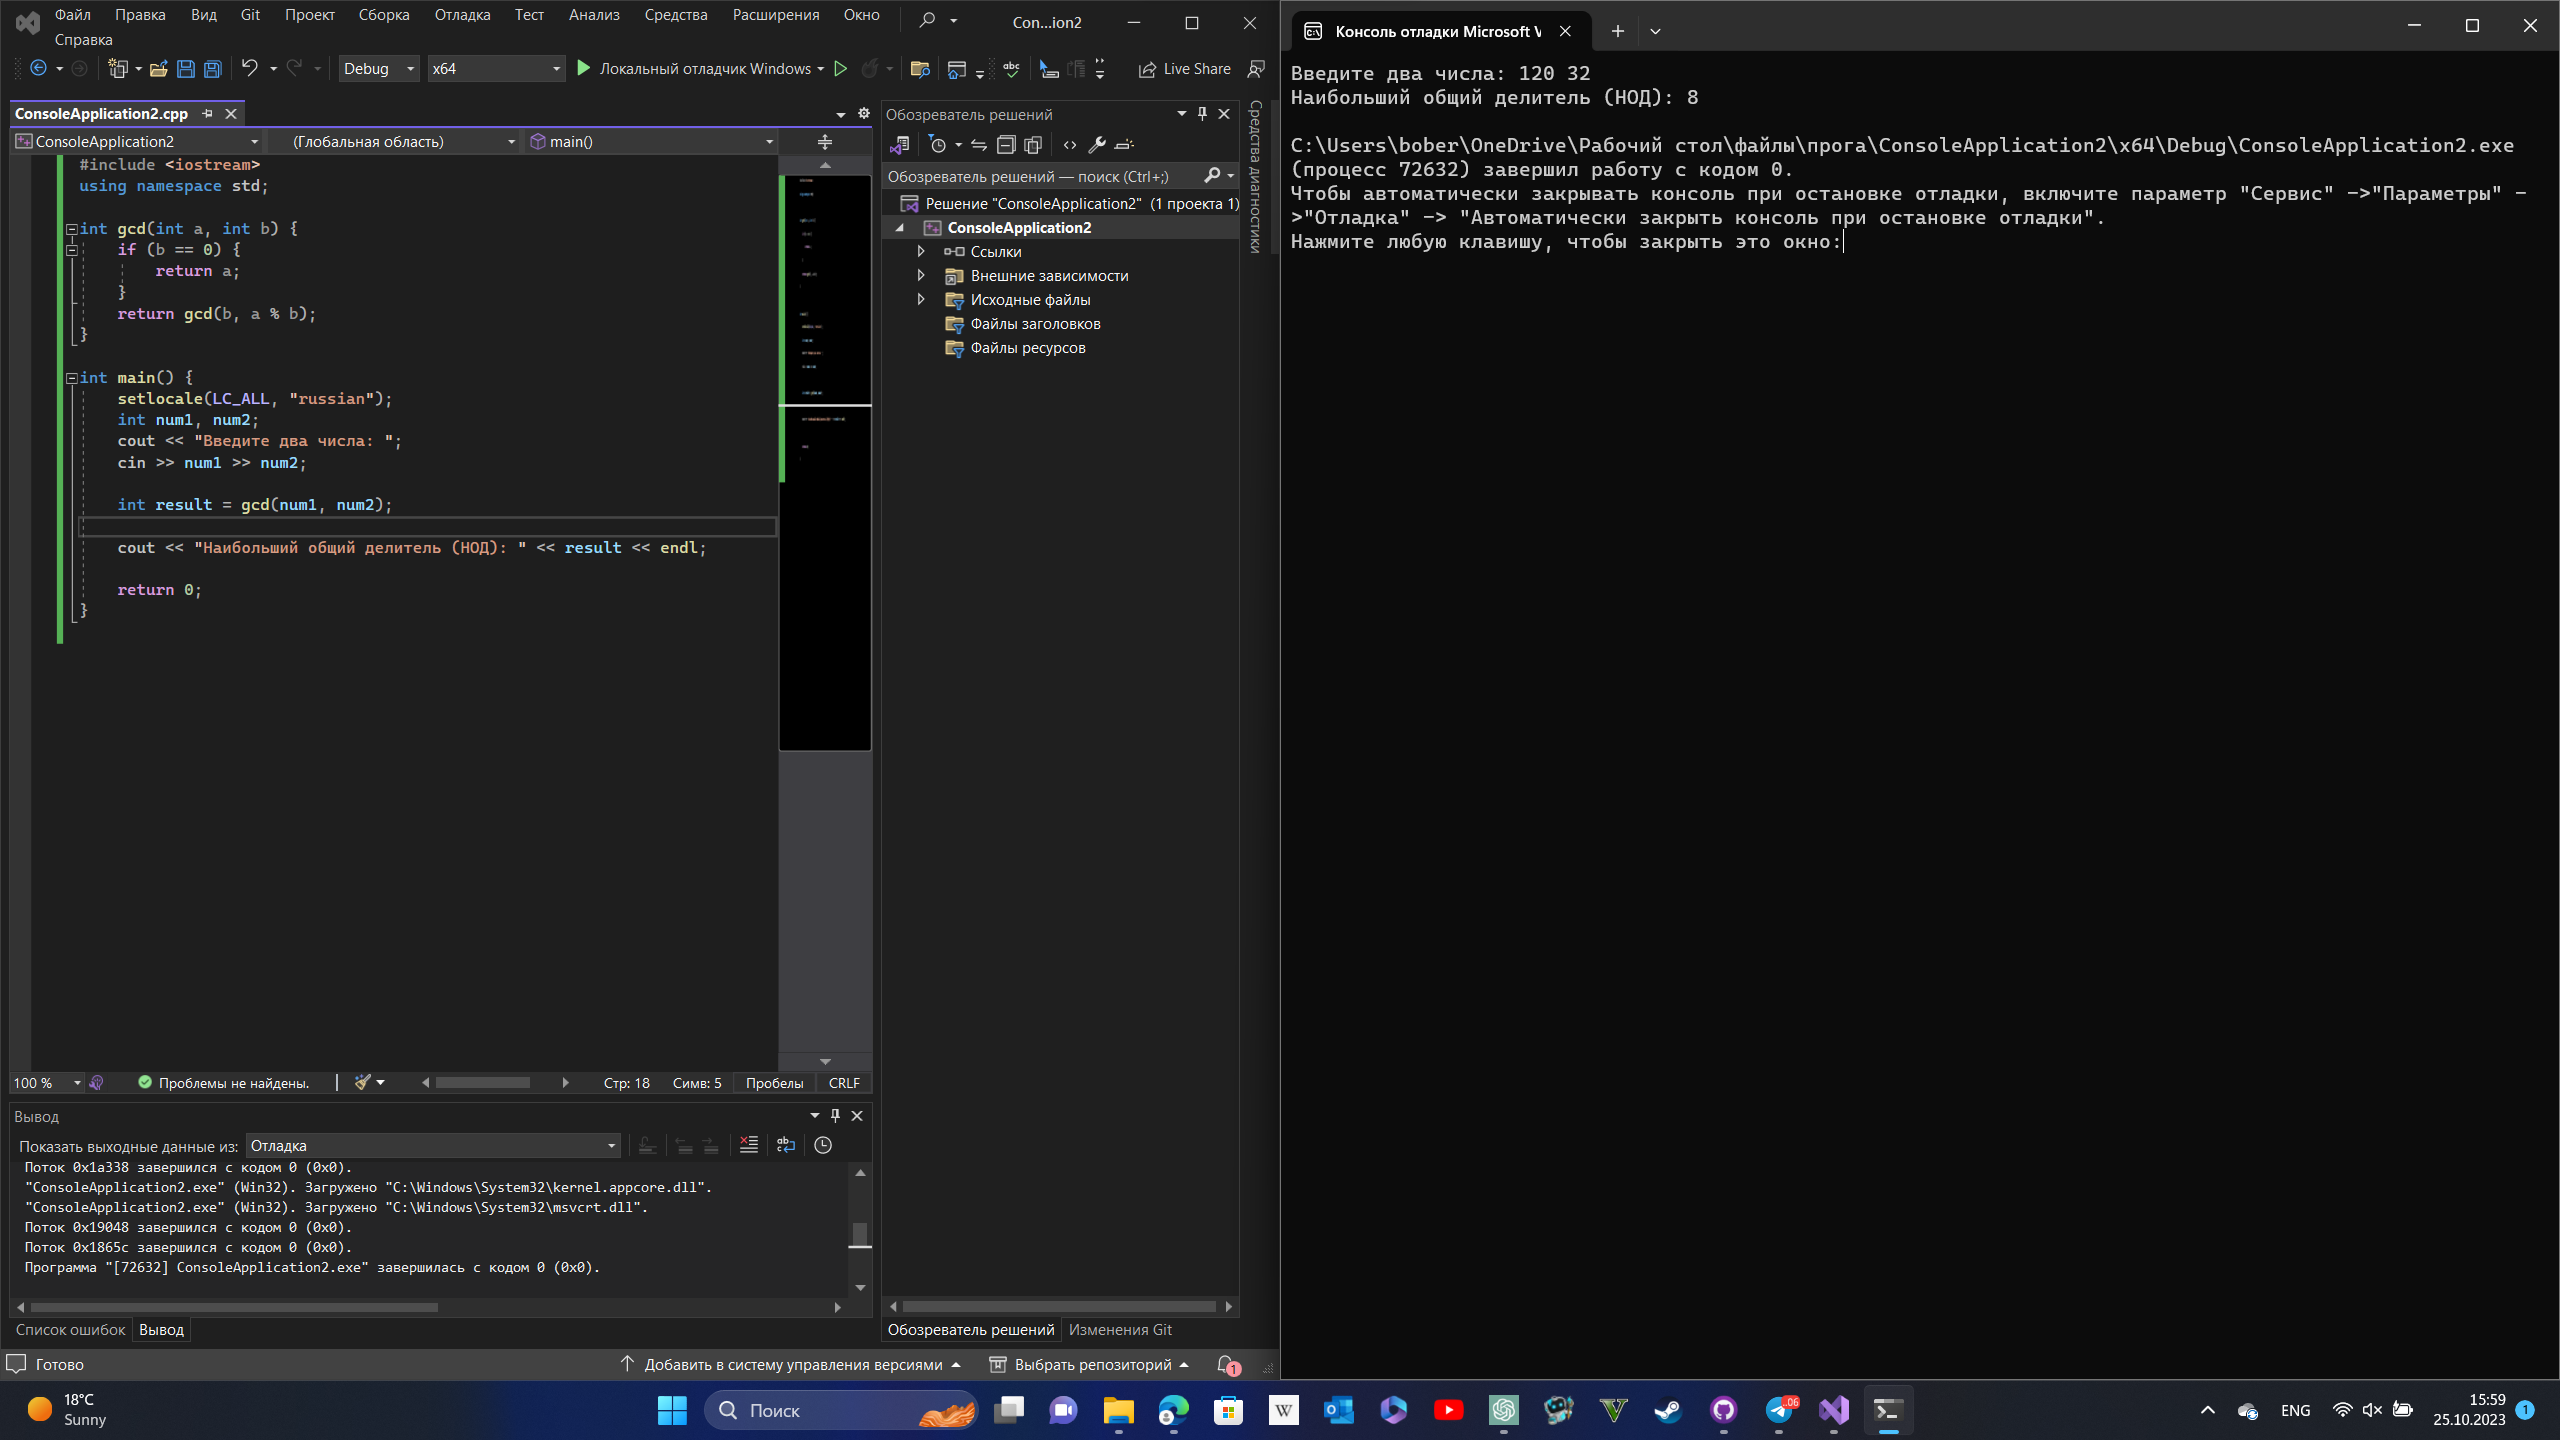 Файл Правка Вид Git Проект Сборка Отладка Тест Анализ Средства Расширения Окно
Con...ion2
Справка
Debug x64 Локальный отладчик Windows Live Share
ConsoleApplication2.cpp
ConsoleApplication2 (Глобальная область) main()
#include <iostream>
using namespace std;
int gcd(int a, int b) {
if (b == 0) {
return a;
}
return gcd(b, a % b);
}
int main() {
setlocale(LC_ALL, "russian");
int num1, num2;
cout << "Введите два числа: ";
cin >> num1 >> num2;
int result = gcd(num1, num2);
cout << "Наибольший общий делитель (НОД): " << result << endl;
return 0;
}
100 % Проблемы не найдены. Стр: 18 Симв: 5 Пробелы CRLF
Вывод
Показать выходные данные из: Отладка
Поток 0x1a338 завершился с кодом 0 (0x0).
"ConsoleApplication2.exe" (Win32). Загружено "C:\Windows\System32\kernel.appcore.dll".
"ConsoleApplication2.exe" (Win32). Загружено "C:\Windows\System32\msvcrt.dll".
Поток 0x19048 завершился с кодом 0 (0x0).
Поток 0x1865c завершился с кодом 0 (0x0).
Программа "[72632] ConsoleApplication2.exe" завершилась с кодом 0 (0x0).
Список ошибок Вывод
Обозреватель решений
Обозреватель решений — поиск (Ctrl+;)
Решение "ConsoleApplication2" (1 проекта 1)
ConsoleApplication2
Ссылки
Внешние зависимости
Исходные файлы
Файлы заголовков
Файлы ресурсов
Обозреватель решений Изменения Git
Средства диагностики
Готово Добавить в систему управления версиями Выбрать репозиторий 1
Консоль отладки Microsoft V
Введите два числа: 120 32
Наибольший общий делитель (НОД): 8
C:\Users\bober\OneDrive\Рабочий стол\файлы\прога\ConsoleApplication2\x64\Debug\ConsoleApplication2.exe
(процесс 72632) завершил работу с кодом 0.
Чтобы автоматически закрывать консоль при остановке отладки, включите параметр "Сервис" ->"Параметры" -
>"Отладка" -> "Автоматически закрыть консоль при остановке отладки".
Нажмите любую клавишу, чтобы закрыть это окно:
18°C
Sunny
Поиск
W
.06
ENG
15:59
25.10.2023
1